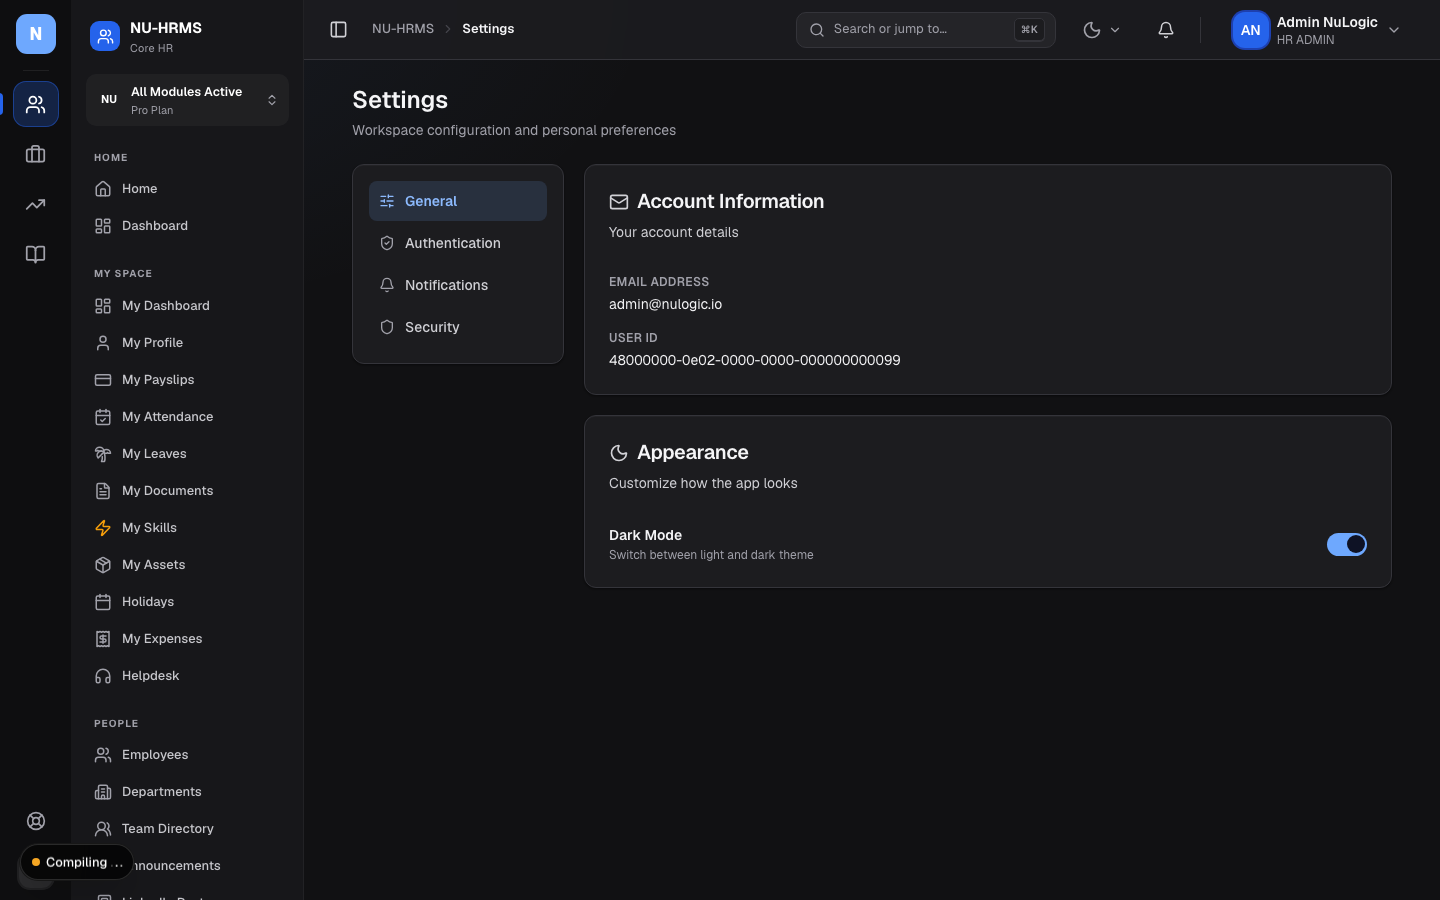 N
NU-HRMS
Core HR
NU
All Modules Active
Pro Plan
HOME
Home
Dashboard
MY SPACE
My Dashboard
My Profile
My Payslips
My Attendance
My Leaves
My Documents
My Skills
My Assets
Holidays
My Expenses
Helpdesk
PEOPLE
Employees
Departments
Team Directory
nnouncements
Compiling ...
NU-HRMS > Settings
Search or jump to...
⌘K
AN
Admin NuLogic
HR ADMIN
Settings
Workspace configuration and personal preferences
General
Authentication
Notifications
Security
Account Information
Your account details
EMAIL ADDRESS
admin@nulogic.io
USER ID
48000000-0e02-0000-0000-000000000099
Appearance
Customize how the app looks
Dark Mode
Switch between light and dark theme